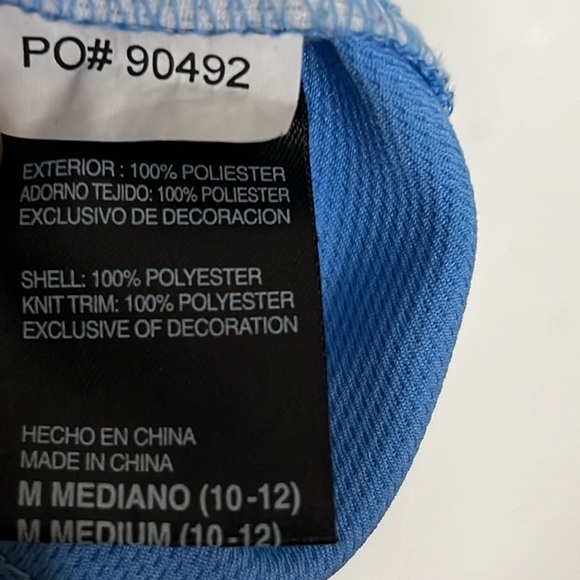 PO# 90492
EXTERIOR : 100% POLIESTER
ADORNO TEJIDO: 100% POLIESTER
EXCLUSIVO DE DECORACION
SHELL: 100% POLYESTER
KNIT TRIM: 100% POLYESTER
EXCLUSIVE OF DECORATION
HECHO EN CHINA
MADE IN CHINA
M MEDIANO (10-12)
M MEDIUM (10-12)